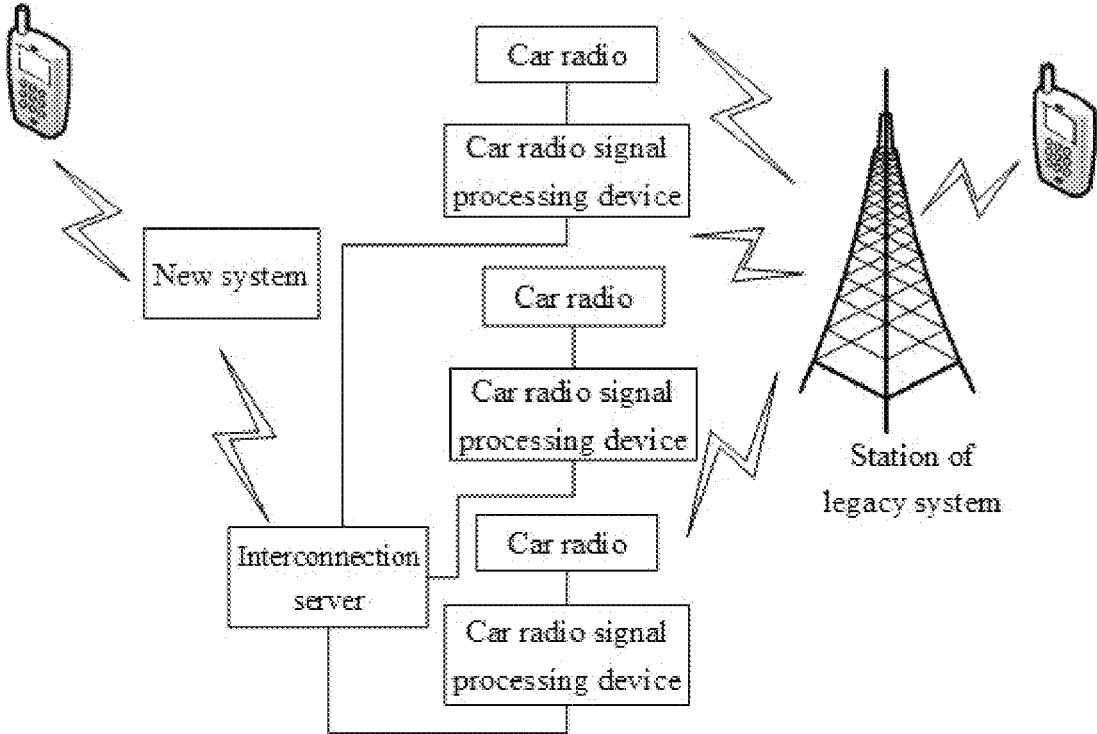 Car radio
Car radio signal
processing device
New system
Car radio
Car radio signal
processing device
Station of
legacy system
Interconnection
server
Car radio
Car radio signal
processing device